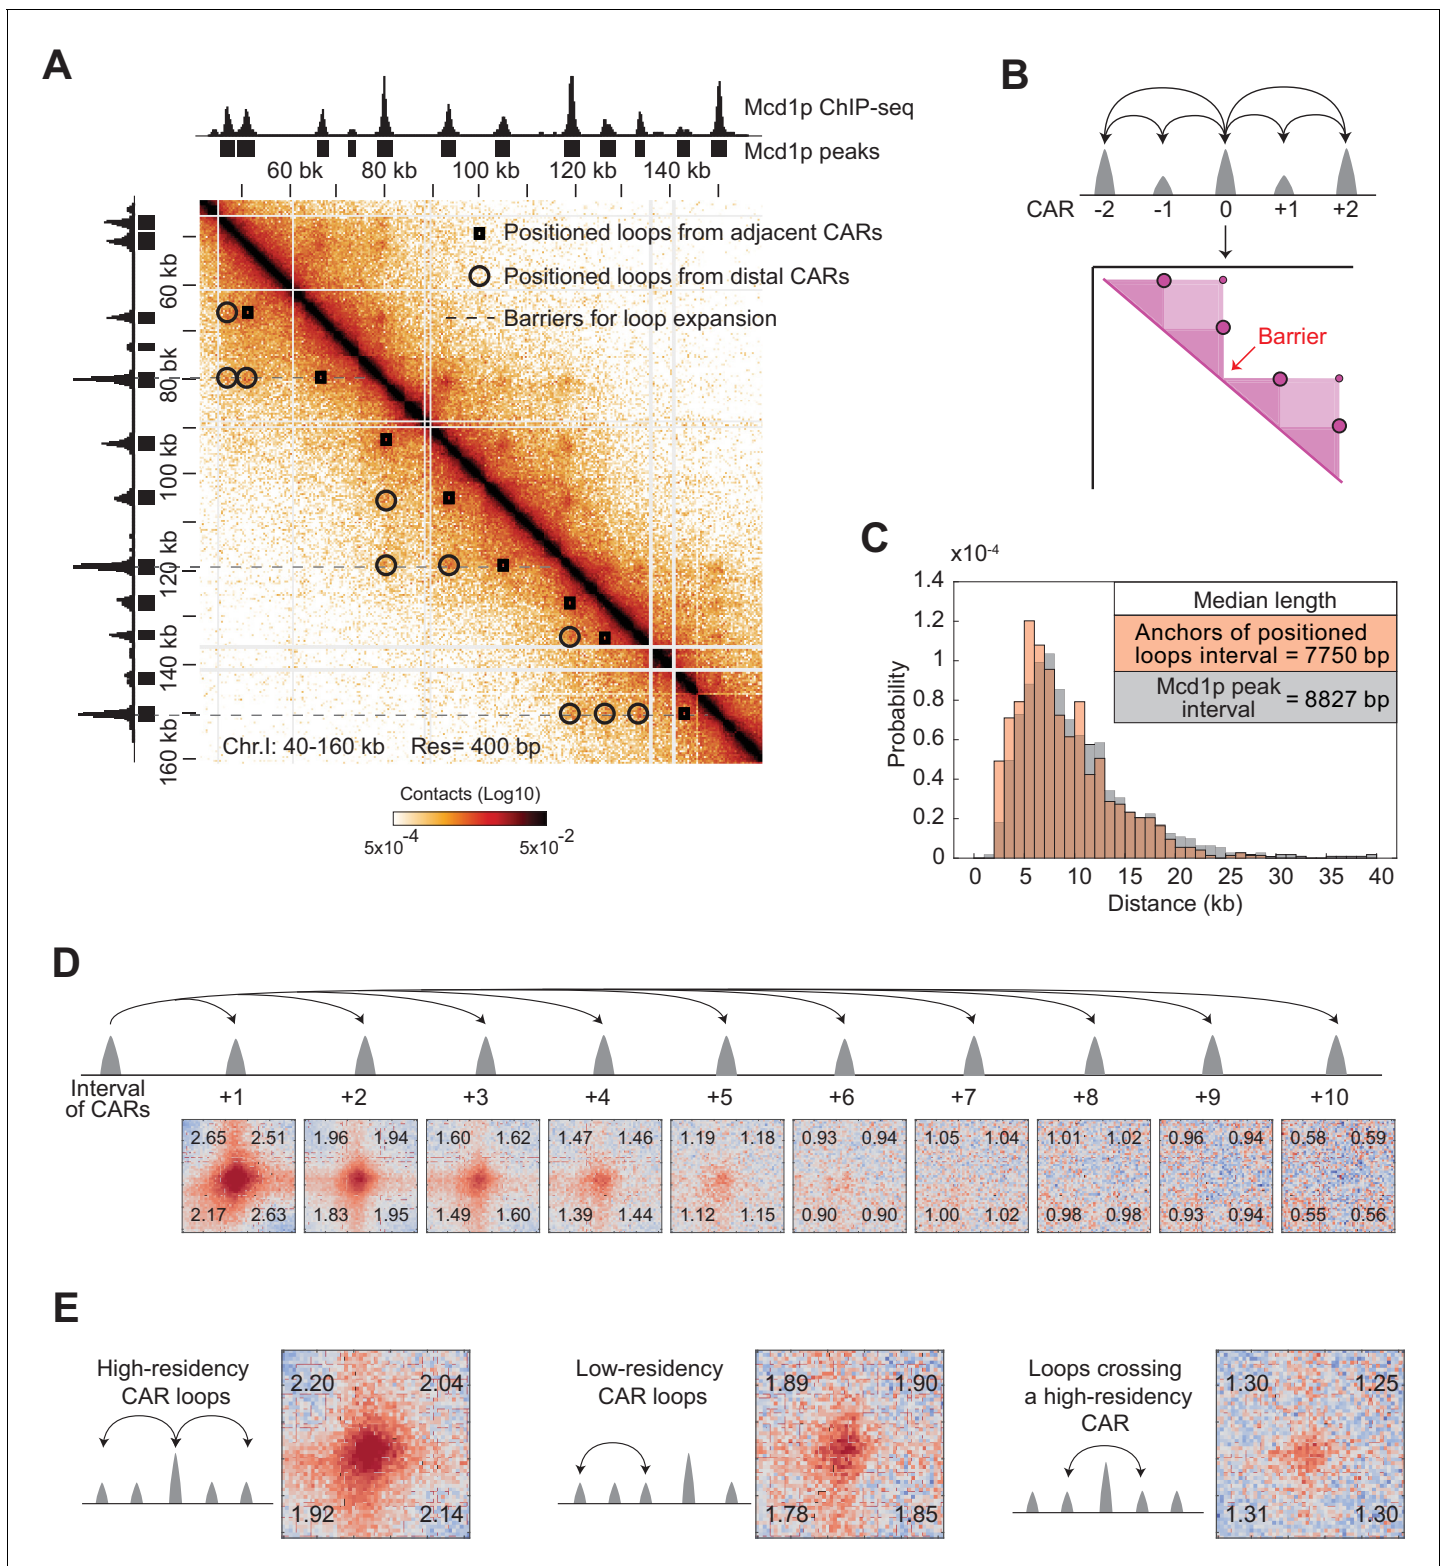 A
Mcd1p ChIP-seq
Mcd1p peaks
60 bk 80 kb 100 kb 120 kb 140 kb
Positioned loops from adjacent CARs
Positioned loops from distal CARs
Barriers for loop expansion
60 kb
80 bk
100 kb
120 kb
140 kb
160 kb
Chr.I: 40-160 kb Res= 400 bp
Contacts (Log10)
5x10-4 5x10-2
B
CAR -2 -1 0 +1 +2
Barrier
C
x10-4
1.4
1.2
1
0.8
0.6
0.4
0.2
0
Probability
Median length
Anchors of positioned
loops interval = 7750 bp
Mcd1p peak
interval = 8827 bp
0 5 10 15 20 25 30 35 40
Distance (kb)
D
Interval
of CARs
+1 +2 +3 +4 +5 +6 +7 +8 +9 +10
2.65 2.51 1.96 1.94 1.60 1.62 1.47 1.46 1.19 1.18 0.93 0.94 1.05 1.04 1.01 1.02 0.96 0.94 0.58 0.59
2.17 2.63 1.83 1.95 1.49 1.60 1.39 1.44 1.12 1.15 0.90 0.90 1.00 1.02 0.98 0.98 0.93 0.94 0.55 0.56
E
High-residency
CAR loops
2.20 2.04
1.92 2.14
Low-residency
CAR loops
1.89 1.90
1.78 1.85
Loops crossing
a high-residency
CAR
1.30 1.25
1.31 1.30